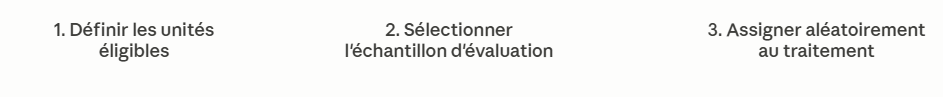 1. Définir les unités
éligibles
2. Sélectionner
l'échantillon d'évaluation
3. Assigner aléatoirement
au traitement